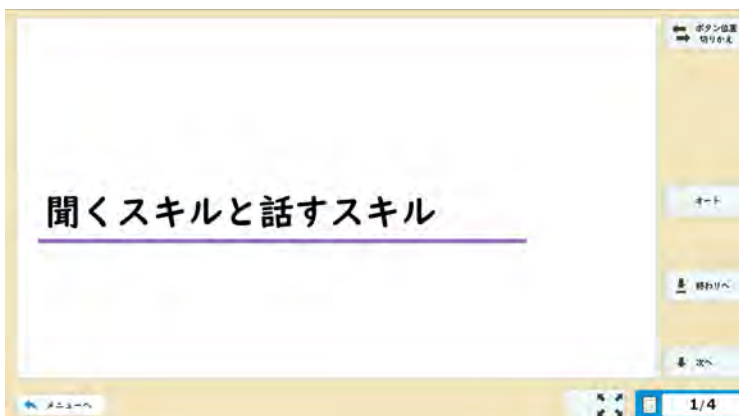 ボタン位置
切りかえ
聞くスキルと話すスキル
オート
終わりへ
次へ
メニューへ
1/4